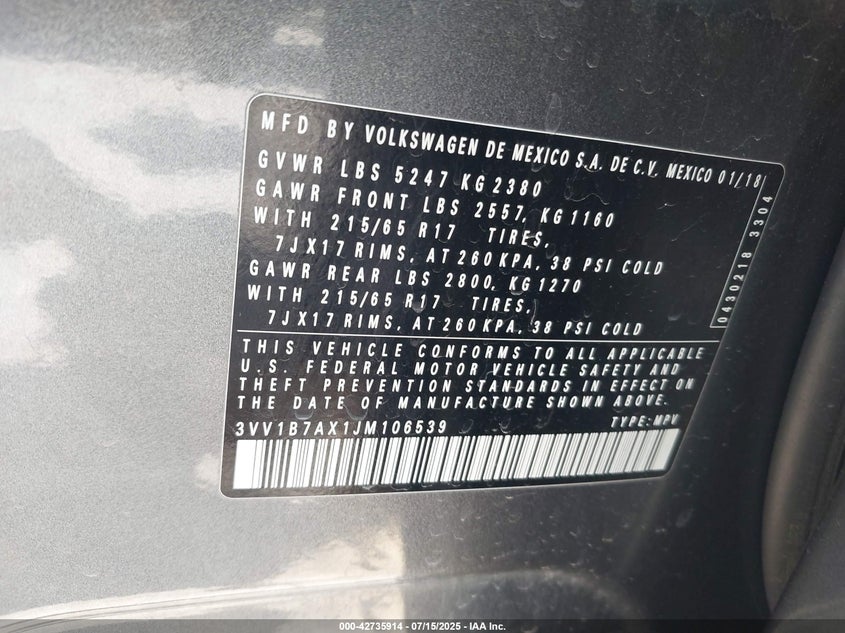 MFD BY VOLKSWAGEN DE MEXICO S.A. DE C.V. MEXICO 01/18
GVWR LBS 5247 KG 2380
GAWR FRONT LBS 2557, KG 1160
WITH 215/65 R17 TIRES,
7JX17 RIMS, AT 260 KPA, 38 PSI COLD
GAWR REAR LBS 2800, KG 1270
WITH 215/65 R17 TIRES,
7JX17 RIMS, AT 260 KPA, 38 PSI COLD
0430218 3304
THIS VEHICLE CONFORMS TO ALL APPLICABLE
U.S. FEDERAL MOTOR VEHICLE SAFETY AND
THEFT PREVENTION STANDARDS IN EFFECT ON
THE DATE OF MANUFACTURE SHOWN ABOVE.
3VV1B7AX1JM106539 TYPE: MPV
000-42735914 - 07/15/2025 - IAA Inc.